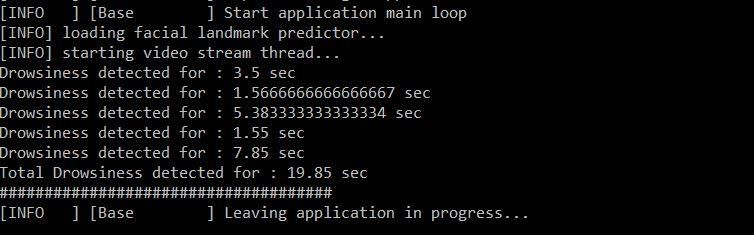 [INFO   ] [Base        ] Start application main loop
[INFO] loading facial landmark predictor...
[INFO] starting video stream thread...
Drowsiness detected for : 3.5 sec
Drowsiness detected for : 1.5666666666666667 sec
Drowsiness detected for : 5.383333333333334 sec
Drowsiness detected for : 1.55 sec
Drowsiness detected for : 7.85 sec
Total Drowsiness detected for : 19.85 sec
#####################################
[INFO   ] [Base        ] Leaving application in progress...